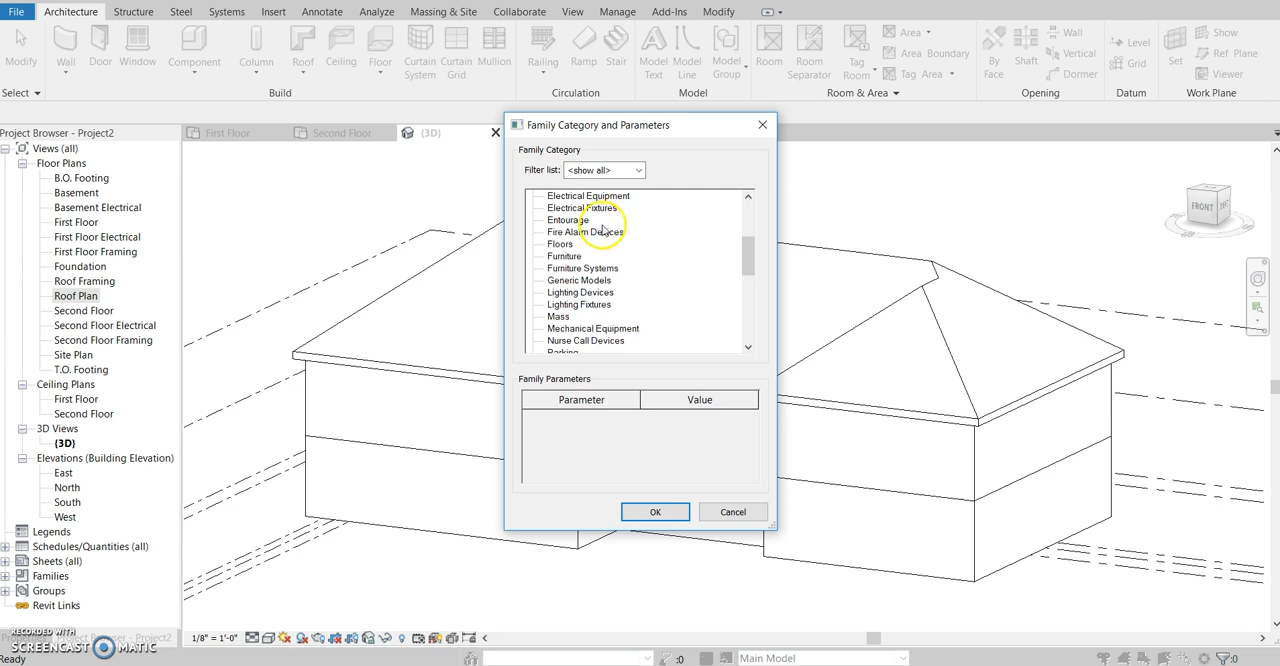 File Architecture Structure Steel Systems Insert Annotate Analyze Massing & Site Collaborate View Manage Add-Ins Modify
Modify Wall Door Window Component Column Roof Ceiling Floor Curtain System Curtain Grid Mullion Railing Ramp Stair Model Text Model Line Model Group Room Room Separator Tag Room
Area
Area Boundary
Tag Area
By Face Shaft
Wall
Vertical
Dormer
Level
Grid
Set
Show
Ref Plane
Viewer
Select Build Circulation Model Room & Area Opening Datum Work Plane
Project Browser - Project2
First Floor Second Floor {3D}
Views (all)
Floor Plans
B.O. Footing
Basement
Basement Electrical
First Floor
First Floor Electrical
First Floor Framing
Foundation
Roof Framing
Roof Plan
Second Floor
Second Floor Electrical
Second Floor Framing
Site Plan
T.O. Footing
Ceiling Plans
First Floor
Second Floor
3D Views
{3D}
Elevations (Building Elevation)
East
North
South
West
Legends
Schedules/Quantities (all)
Sheets (all)
Families
Groups
Revit Links
Family Category and Parameters
Family Category
Filter list: <show all>
Electrical Equipment
Electrical Fixtures
Entourage
Fire Alarm Devices
Floors
Furniture
Furniture Systems
Generic Models
Lighting Devices
Lighting Fixtures
Mass
Mechanical Equipment
Nurse Call Devices
Parking
Family Parameters
Parameter Value
OK Cancel
FRONT
RECORDED WITH
SCREENCAST MATIC
1/8" = 1'-0"
Ready
:0
Main Model
:0